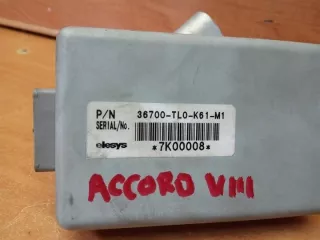 P/N 36700-TL0-K61-M1
SERIAL/No.
elesys *7K00008*
ACCORD VIII